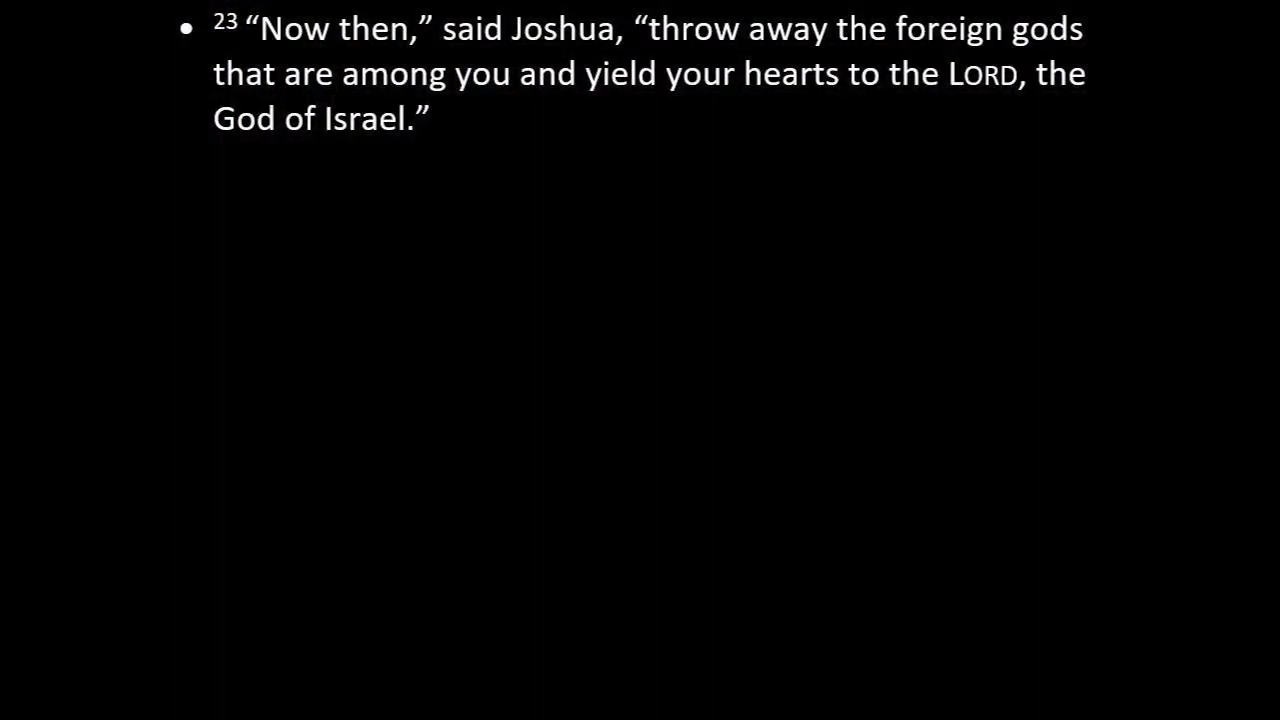 • ²³ “Now then,” said Joshua, “throw away the foreign gods
that are among you and yield your hearts to the LORD, the
God of Israel.”